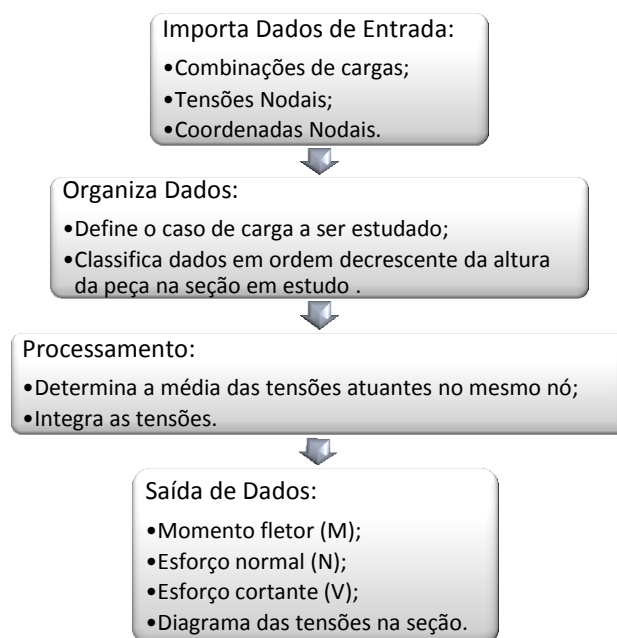 Importa Dados de Entrada:
•Combinações de cargas;
•Tensões Nodais;
•Coordenadas Nodais.
Organiza Dados:
•Define o caso de carga a ser estudado;
•Classifica dados em ordem decrescente da altura
da peça na seção em estudo .
Processamento:
•Determina a média das tensões atuantes no mesmo nó;
•Integra as tensões.
Saída de Dados:
•Momento fletor (M);
•Esforço normal (N);
•Esforço cortante (V);
•Diagrama das tensões na seção.